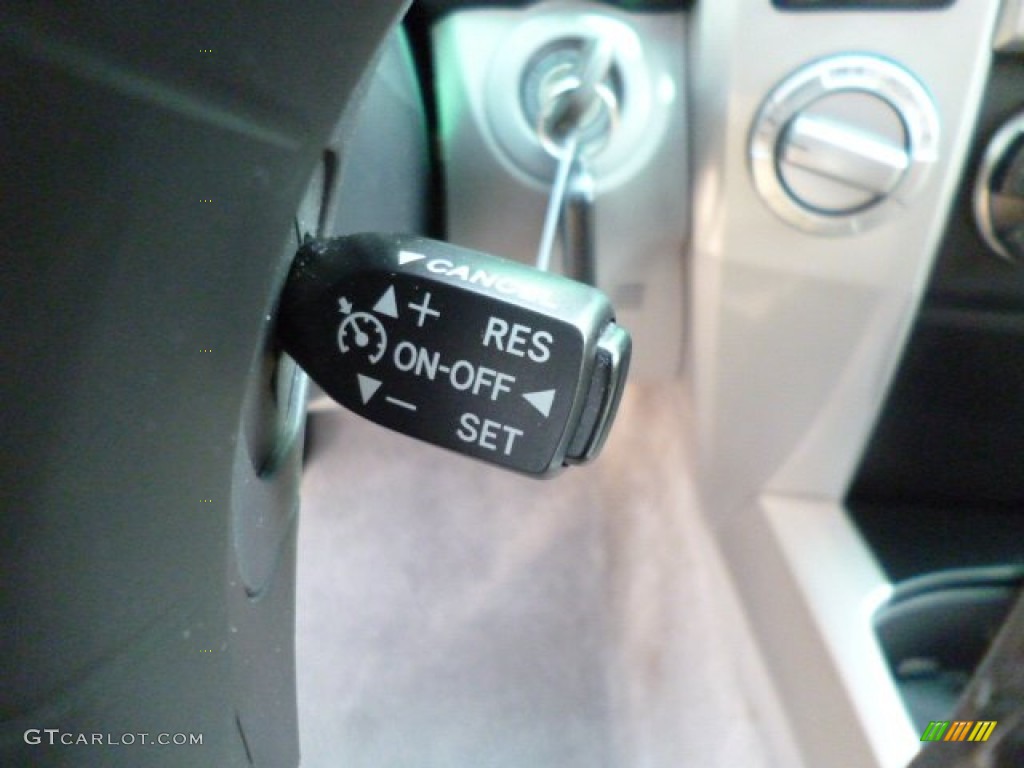 CANCEL
+ RES
ON-OFF
- SET
GTCARLOT.COM